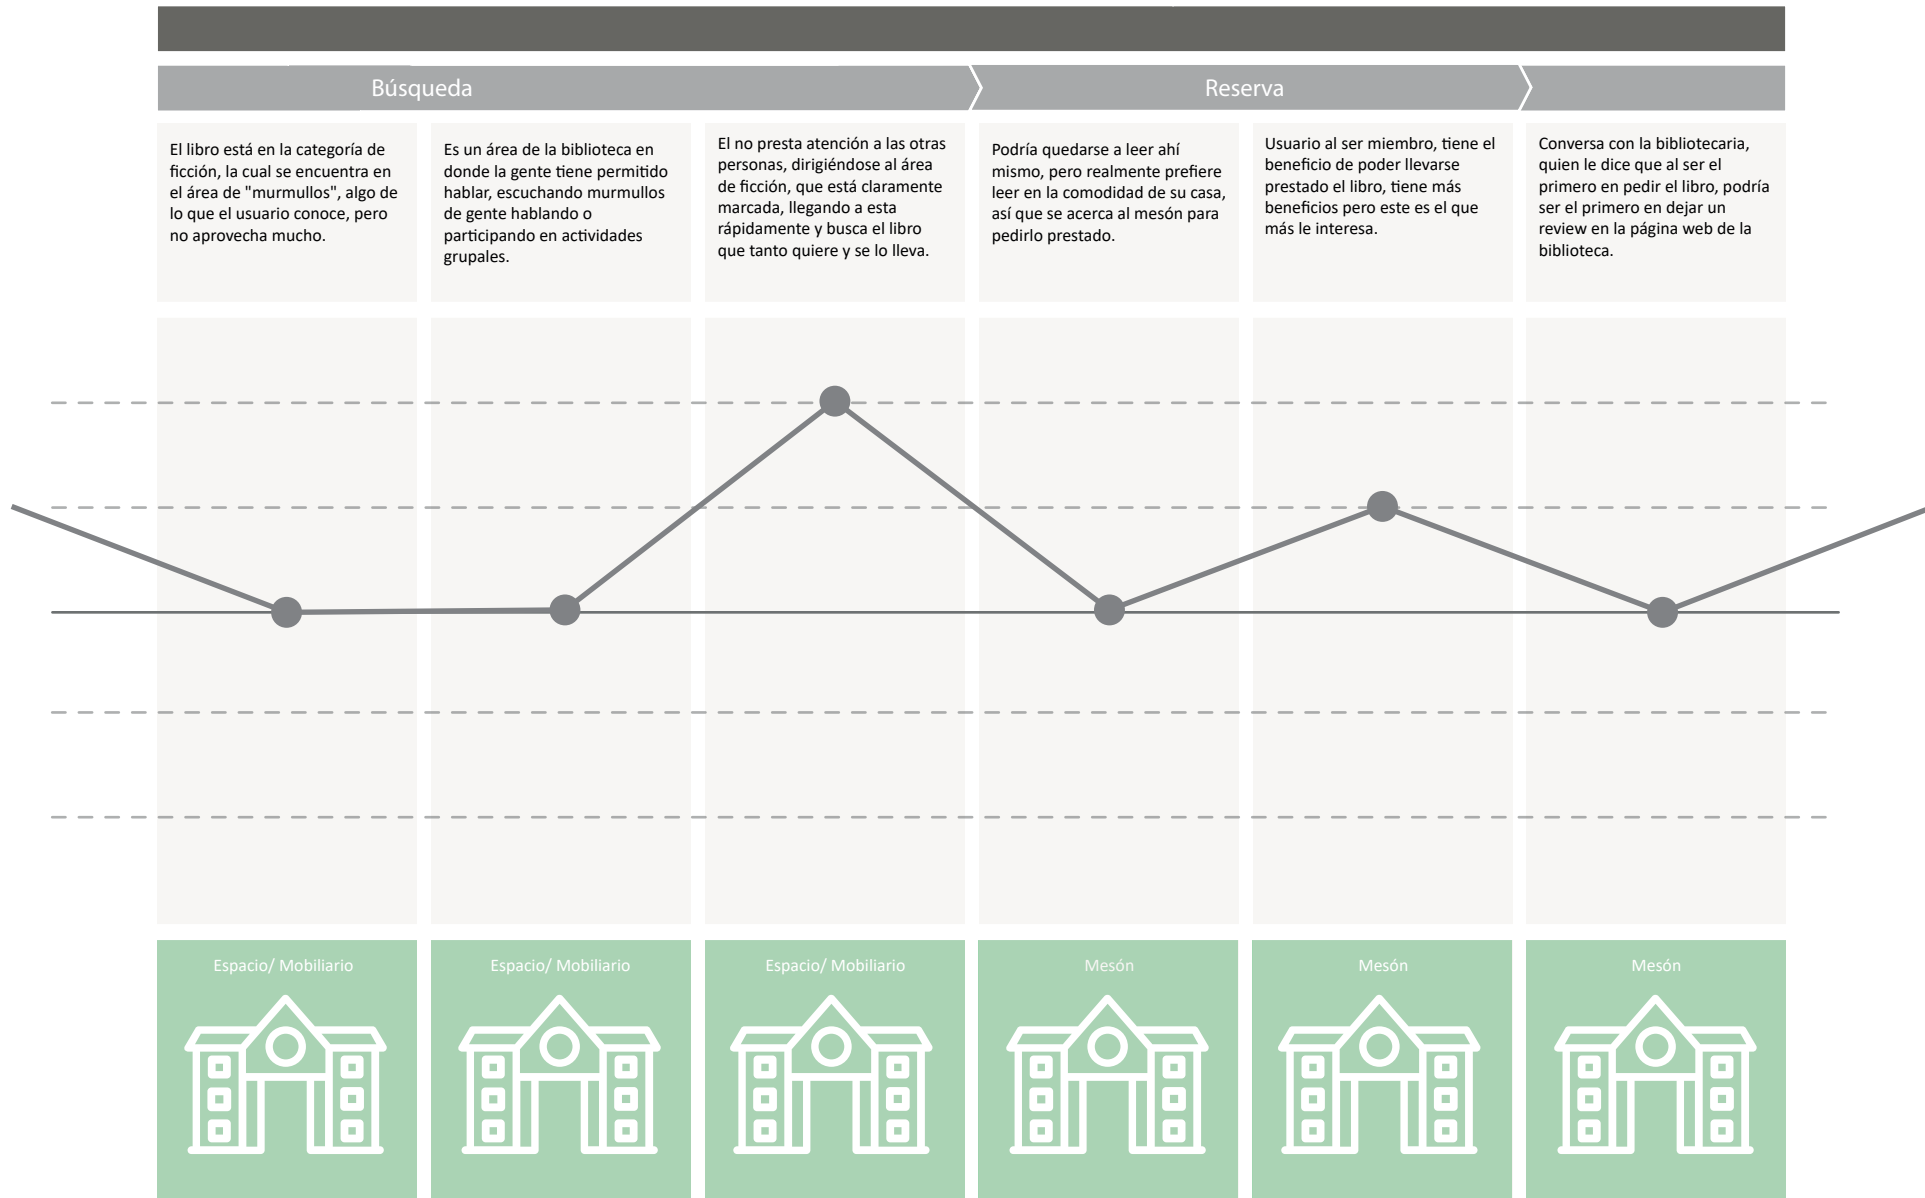 Búsqueda
Reserva
El libro está en la categoría de
ficción, la cual se encuentra en
el área de "murmullos", algo de
lo que el usuario conoce, pero
no aprovecha mucho.
Es un área de la biblioteca en
donde la gente tiene permitido
hablar, escuchando murmullos
de gente hablando o
participando en actividades
grupales.
El no presta atención a las otras
personas, dirigiéndose al área
de ficción, que está claramente
marcada, llegando a esta
rápidamente y busca el libro
que tanto quiere y se lo lleva.
Podría quedarse a leer ahí
mismo, pero realmente prefiere
leer en la comodidad de su casa,
así que se acerca al mesón para
pedirlo prestado.
Usuario al ser miembro, tiene el
beneficio de poder llevarse
prestado el libro, tiene más
beneficios pero este es el que
más le interesa.
Conversa con la bibliotecaria,
quien le dice que al ser el
primero en pedir el libro, podría
ser el primero en dejar un
review en la página web de la
biblioteca.
Espacio/ Mobiliario
Espacio/ Mobiliario
Espacio/ Mobiliario
Mesón
Mesón
Mesón